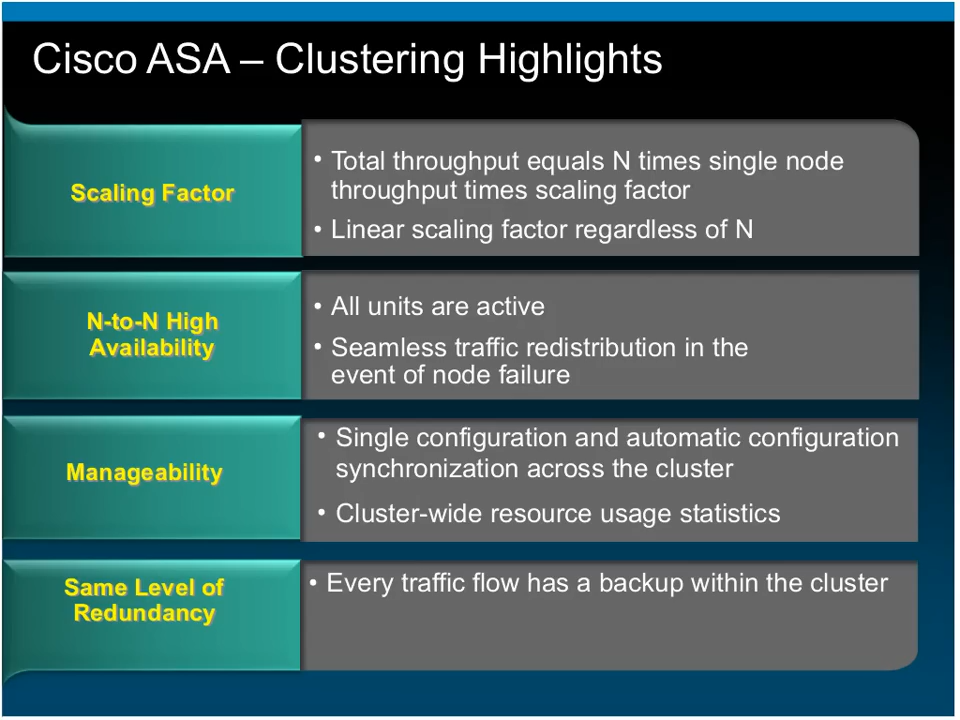 Cisco ASA – Clustering Highlights
Scaling Factor
• Total throughput equals N times single node
throughput times scaling factor
• Linear scaling factor regardless of N
N-to-N High
Availability
• All units are active
• Seamless traffic redistribution in the
event of node failure
Manageability
• Single configuration and automatic configuration
synchronization across the cluster
• Cluster-wide resource usage statistics
Same Level of
Redundancy
• Every traffic flow has a backup within the cluster